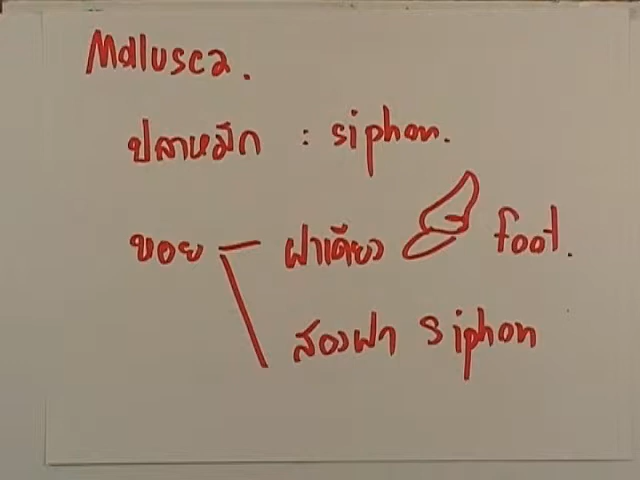 Mollusca.
ปลาหมึก : siphon.
หอย ฝาเดียว foot.
สองฝา siphon